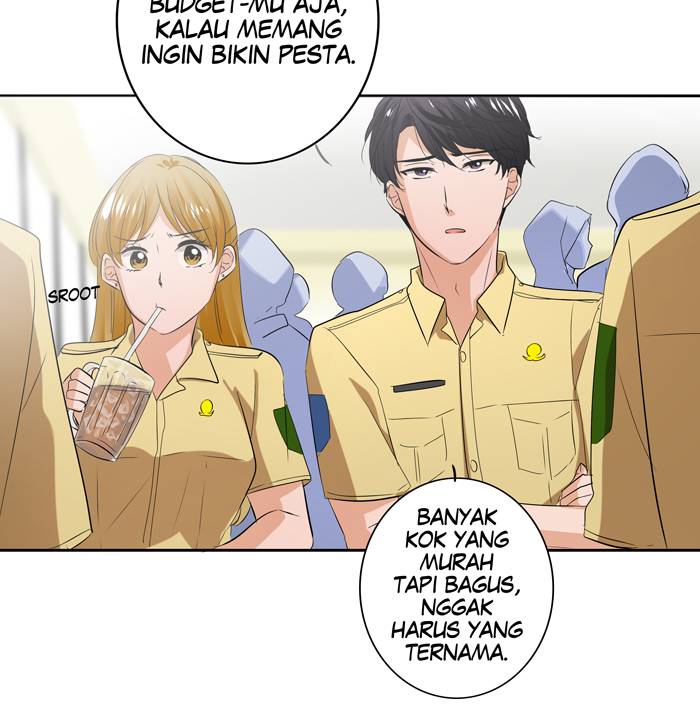 BUDGET-MU AJA,
KALAU MEMANG
INGIN BIKIN PESTA.
SROOT
BANYAK
KOK YANG
MURAH
TAPI BAGUS,
NGGAK
HARUS YANG
TERNAMA.